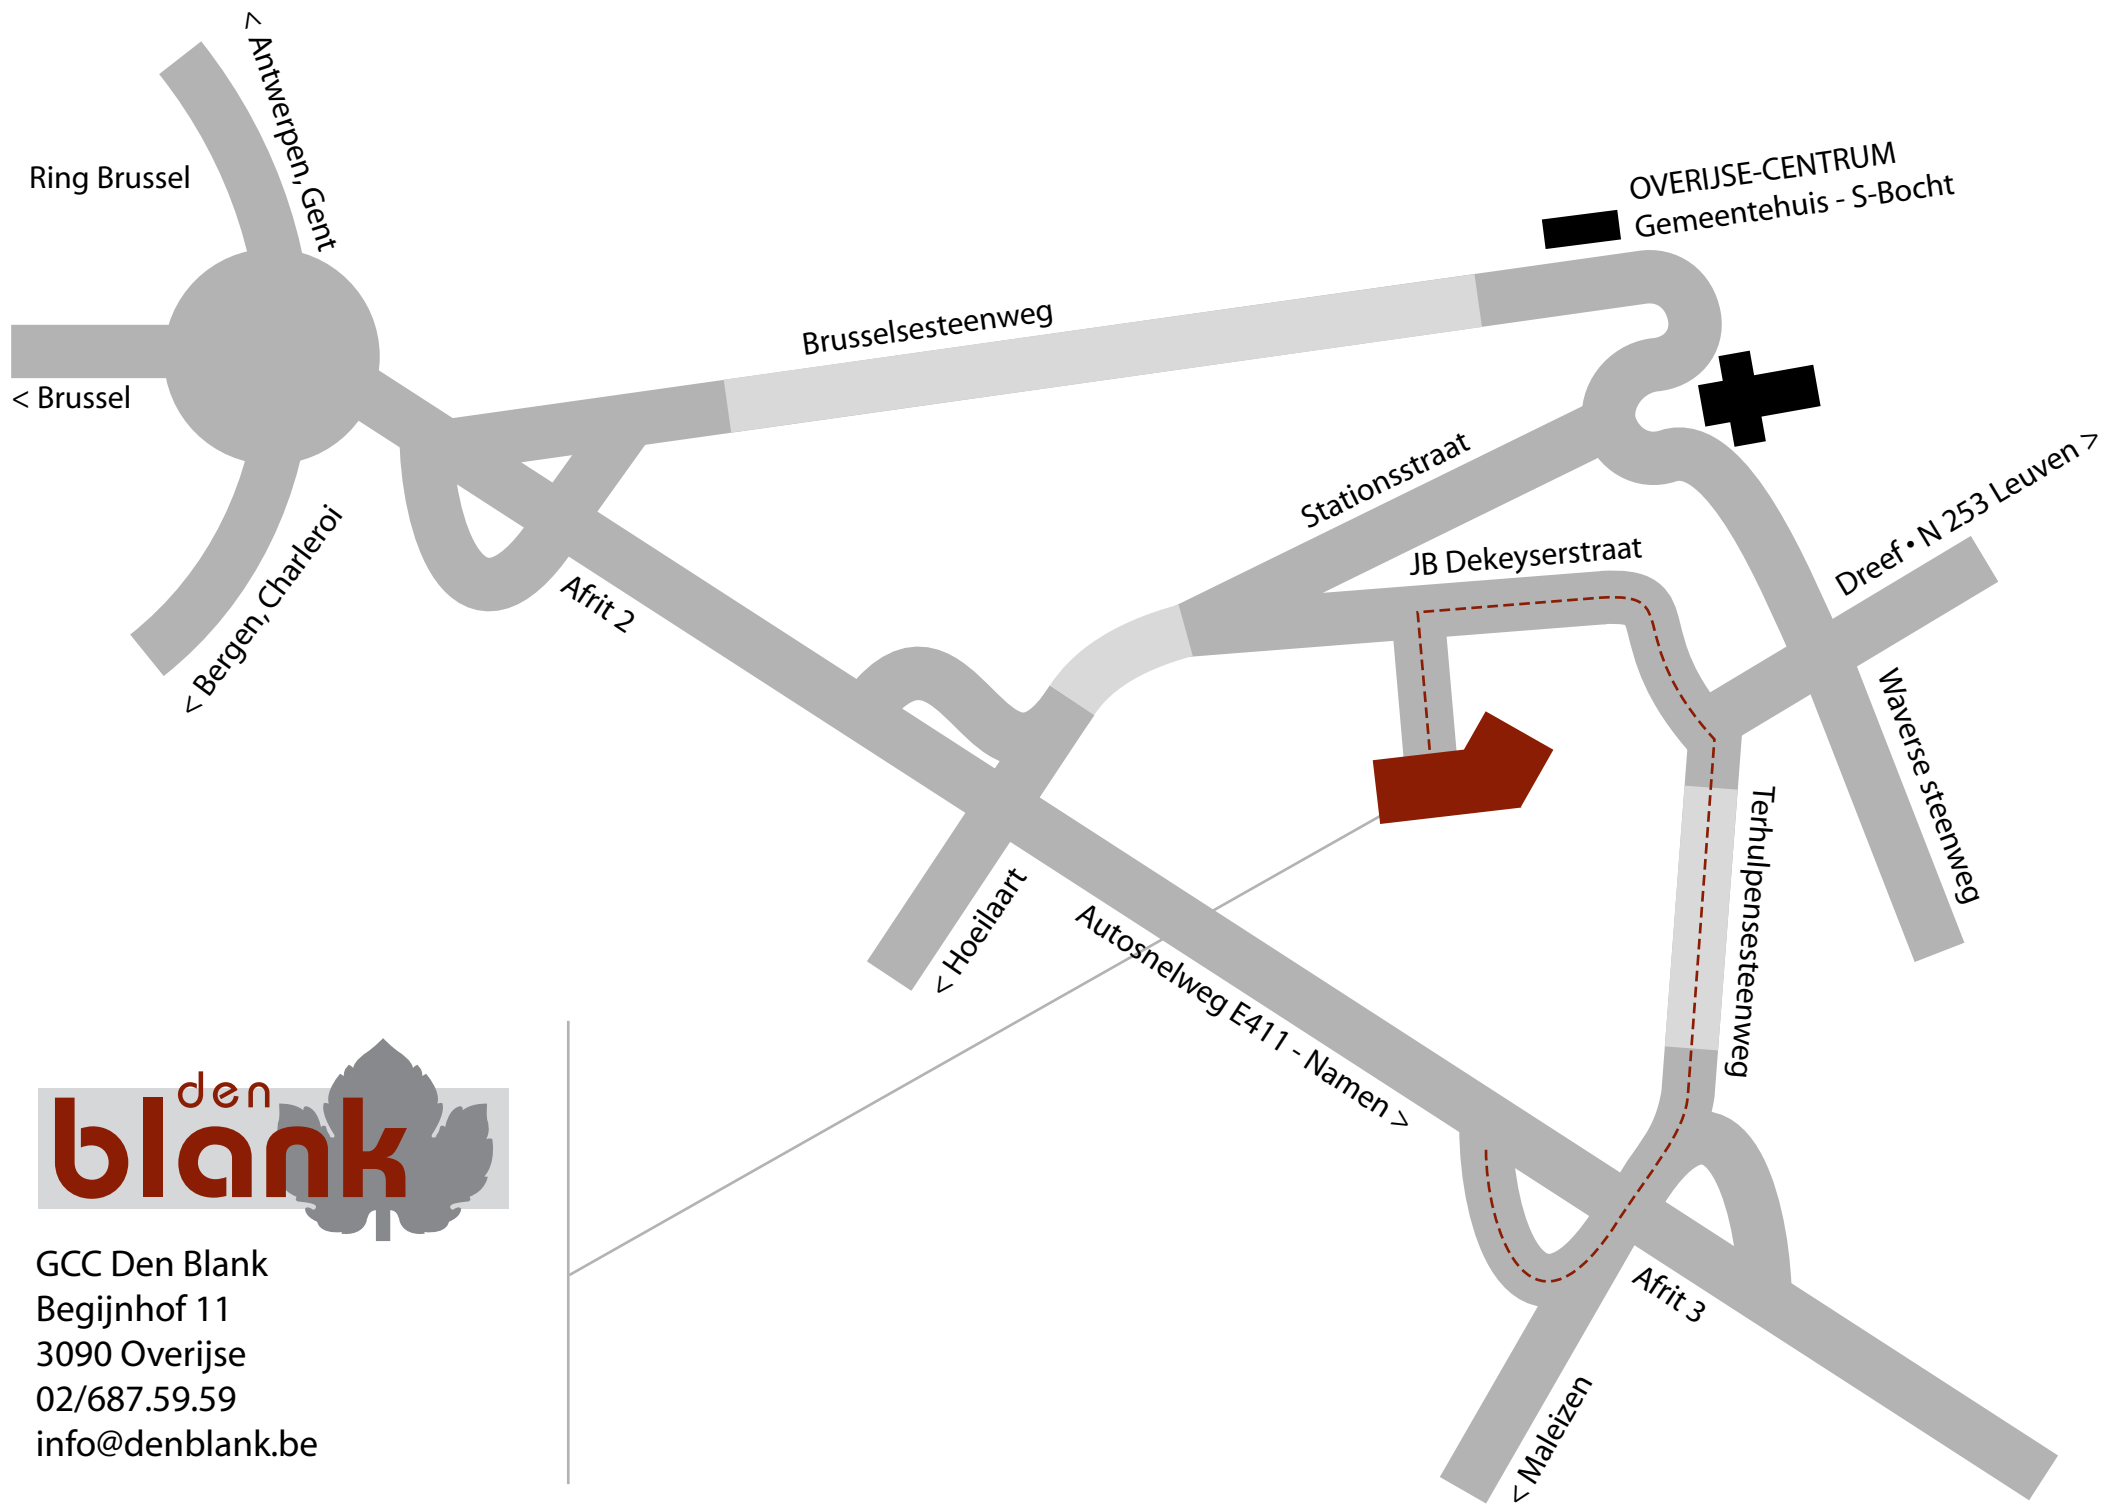 < Antwerpen, Gent
Ring Brussel
< Brussel
< Bergen, Charleroi
OVERIJSE-CENTRUM
Gemeentehuis - S-Bocht
Brusselsesteenweg
Stationsstraat
JB Dekeyserstraat
Dreef • N 253 Leuven >
Waverse steenweg
Afrit 2
Terhulpensesteenweg
< Hoeilaart
Autosnelweg E411 - Namen >
Afrit 3
< Maleizen
den
blank
GCC Den Blank
Begijnhof 11
3090 Overijse
02/687.59.59
info@denblank.be